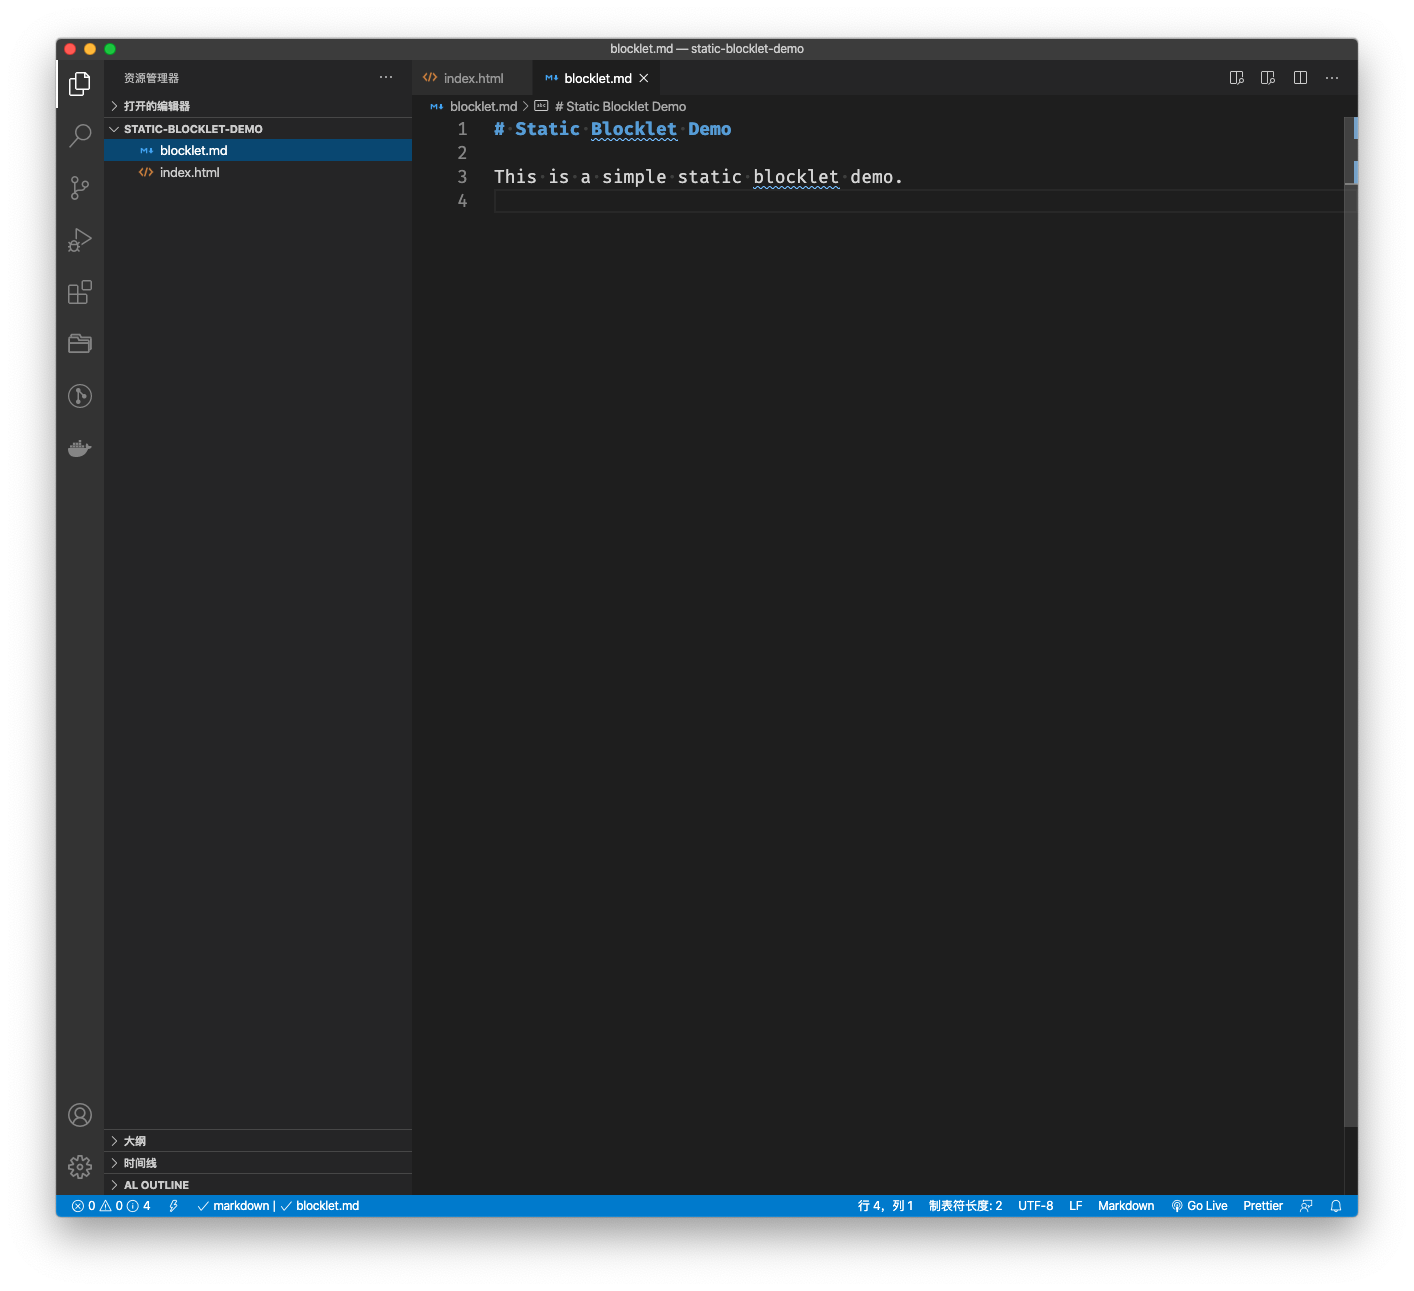 blocklet.md — static-blocklet-demo
资源管理器
打开的编辑器
STATIC-BLOCKLET-DEMO
blocklet.md
index.html
index.html
blocklet.md
blocklet.md > # Static Blocklet Demo
1 # Static Blocklet Demo
2
3 This is a simple static blocklet demo.
4
大纲
时间线
AL OUTLINE
0 0 4 markdown | blocklet.md
行 4，列 1 制表符长度: 2 UTF-8 LF Markdown Go Live Prettier